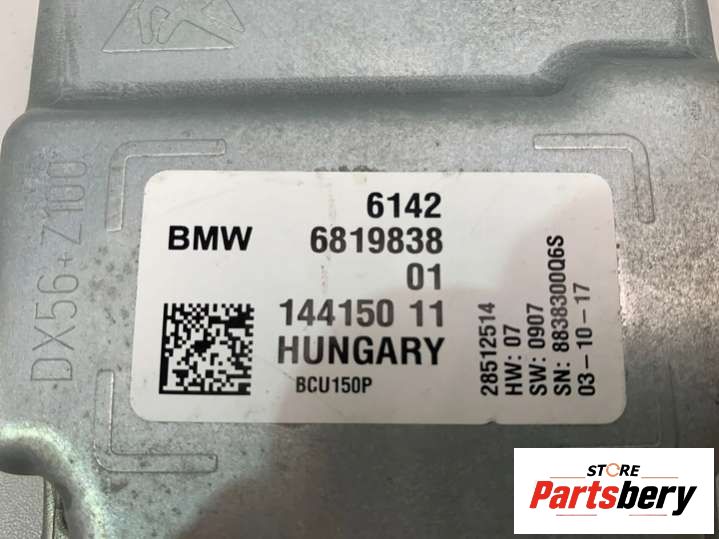 DX56+Z100
6142
BMW 6819838
01
144150 11
HUNGARY
BCU150P
28512514
HW: 07
SW: 0907
SN: 8838300Q6S
03-10-17
STORE
Partsbery